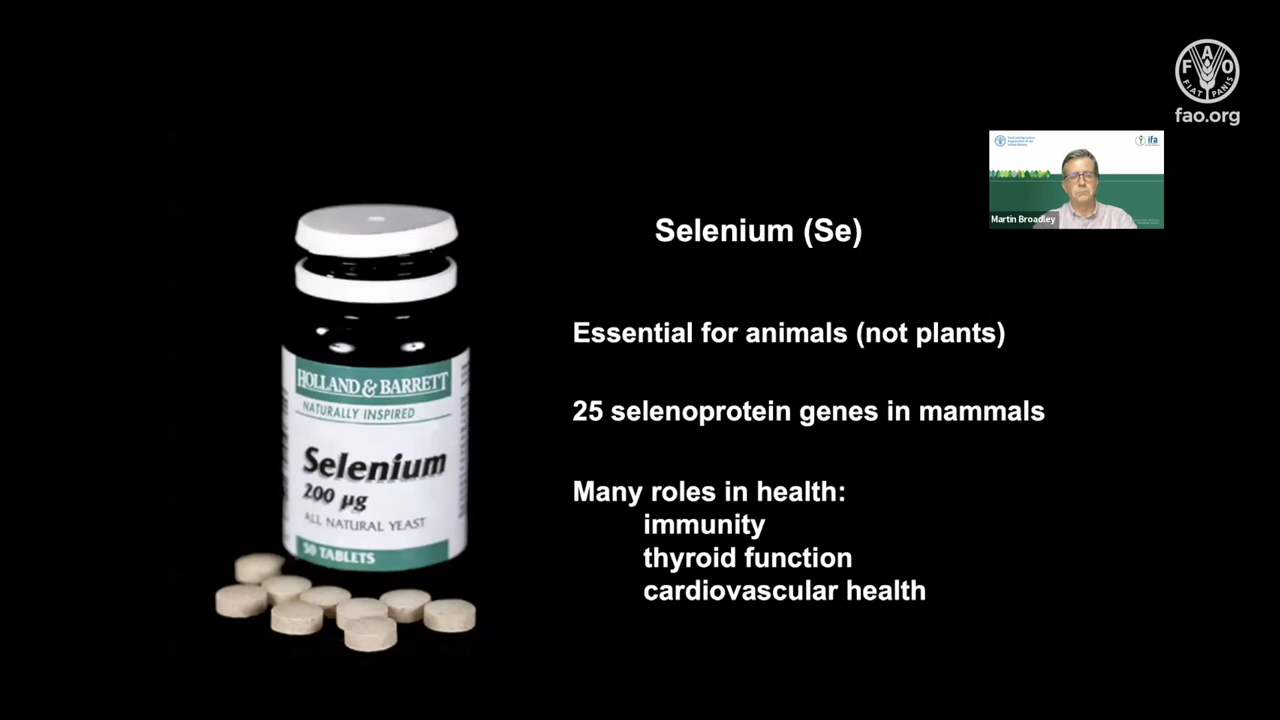 FAO
FIAT PANIS
fao.org
ifa
Martin Broadley
Selenium (Se)
Essential for animals (not plants)
25 selenoprotein genes in mammals
Many roles in health:
immunity
thyroid function
cardiovascular health
HOLLAND & BARRETT
NATURALLY INSPIRED
Selenium
200 µg
ALL NATURAL YEAST
50 TABLETS